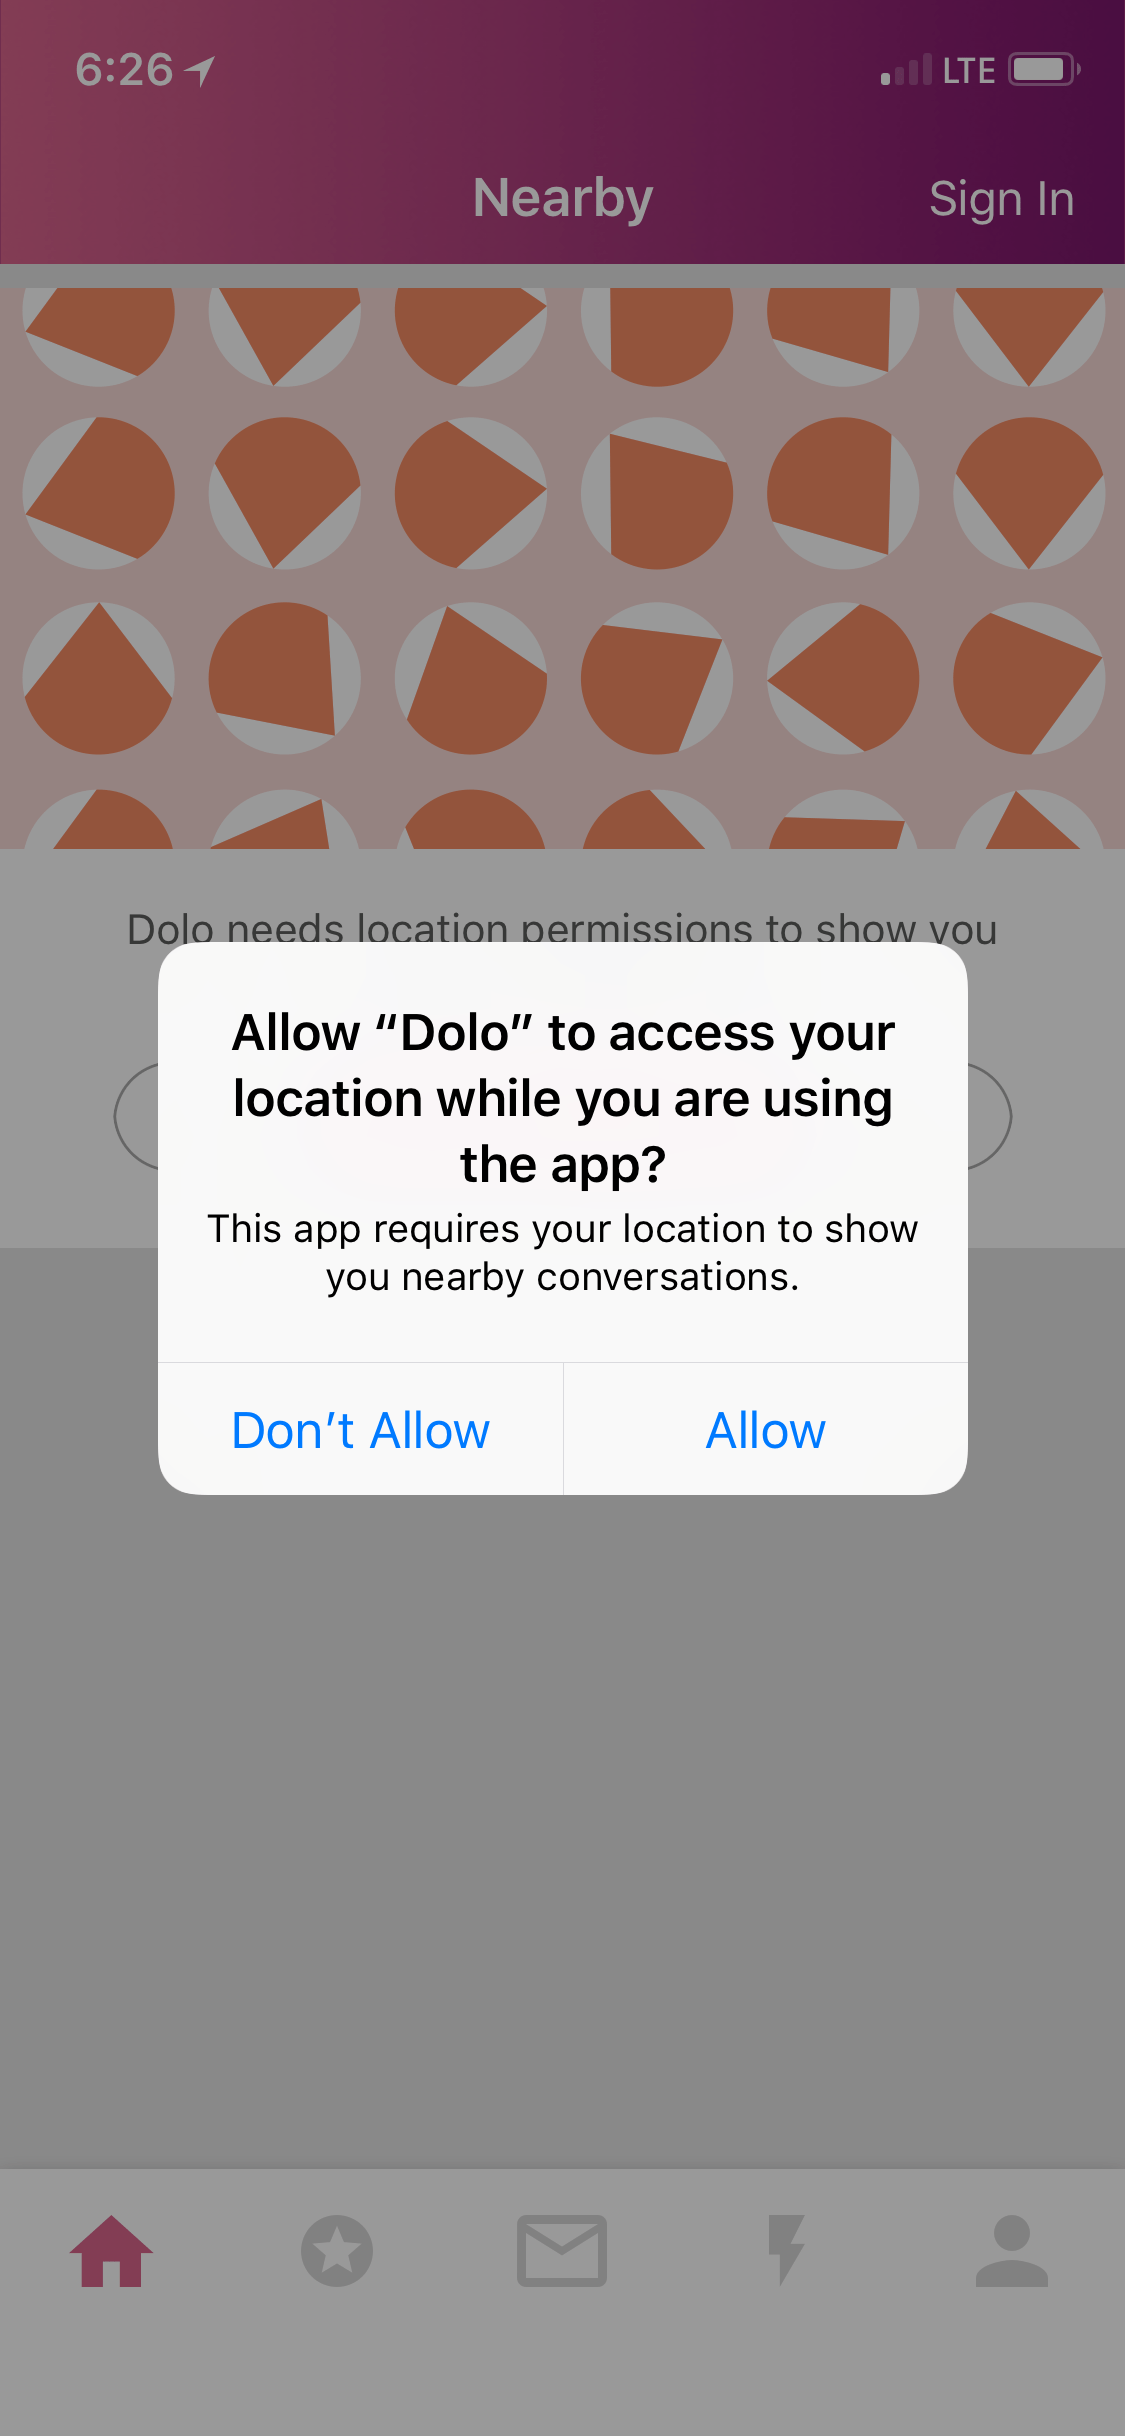 6:26 LTE
Nearby Sign In
Dolo needs location permissions to show you
Allow “Dolo” to access your
location while you are using
the app?
This app requires your location to show
you nearby conversations.
Don’t Allow Allow